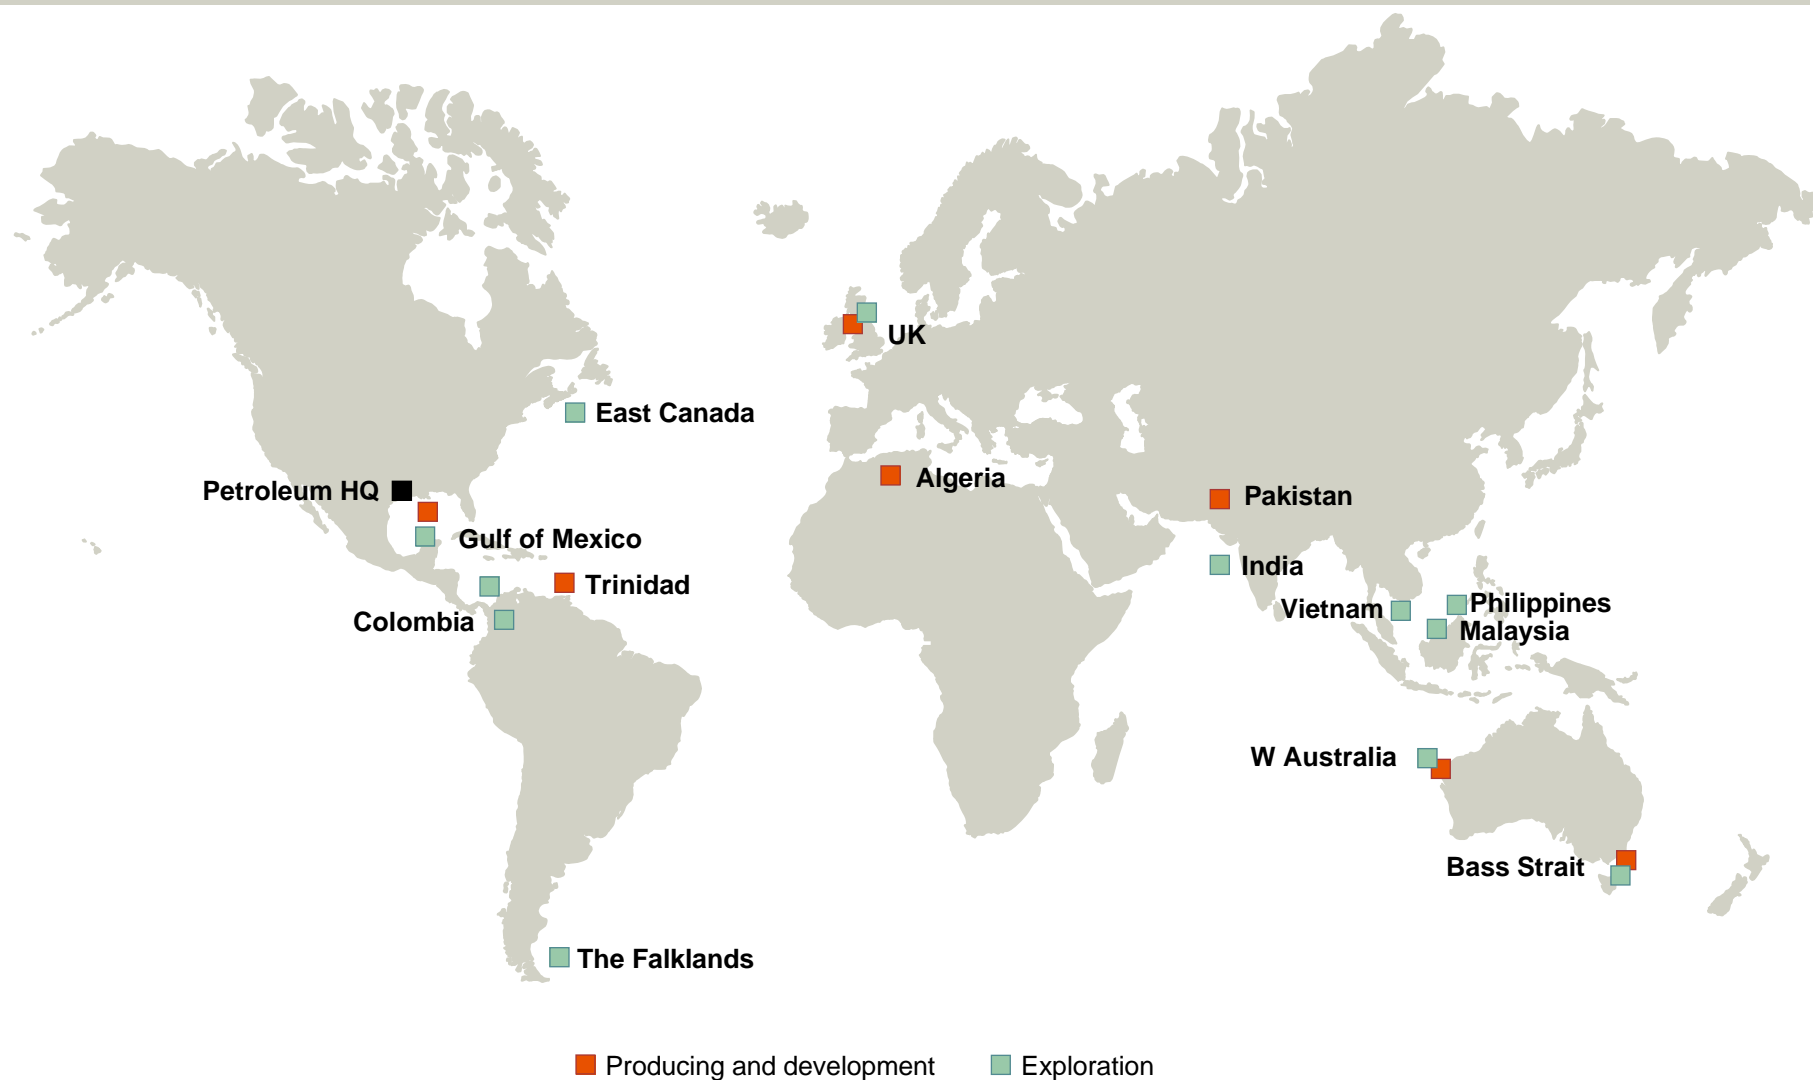 UK
East Canada
Algeria
Petroleum HQ
Pakistan
Gulf of Mexico
India
Trinidad
Colombia
Vietnam
Philippines
Malaysia
W Australia
Bass Strait
The Falklands
Producing and development
Exploration